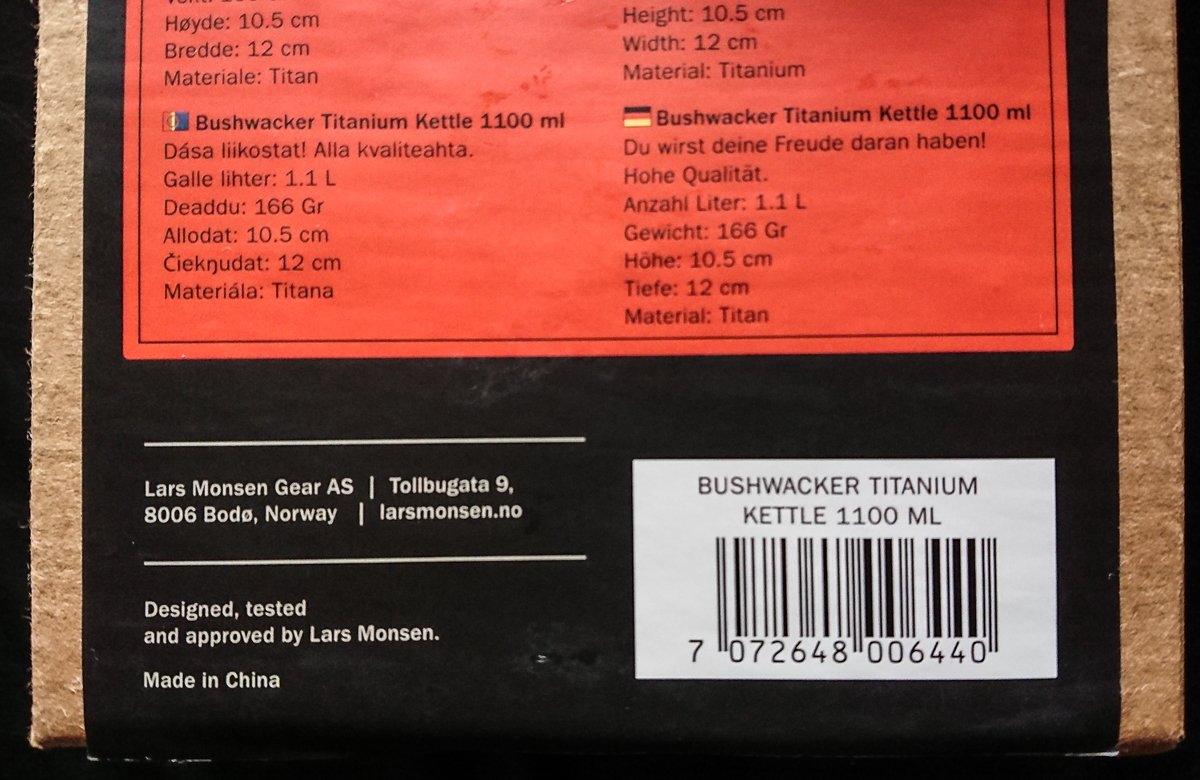 Høyde: 10.5 cm
Bredde: 12 cm
Materiale: Titan
Height: 10.5 cm
Width: 12 cm
Material: Titanium
Bushwacker Titanium Kettle 1100 ml
Dása liikostat! Alla kvaliteahta.
Galle lihter: 1.1 L
Deaddu: 166 Gr
Allodat: 10.5 cm
Čiekŋudat: 12 cm
Materiála: Titana
Bushwacker Titanium Kettle 1100 ml
Du wirst deine Freude daran haben!
Hohe Qualität.
Anzahl Liter: 1.1 L
Gewicht: 166 Gr
Höhe: 10.5 cm
Tiefe: 12 cm
Material: Titan
Lars Monsen Gear AS | Tollbugata 9,
8006 Bodø, Norway | larsmonsen.no
Designed, tested
and approved by Lars Monsen.
Made in China
BUSHWACKER TITANIUM
KETTLE 1100 ML
7 072648 006440